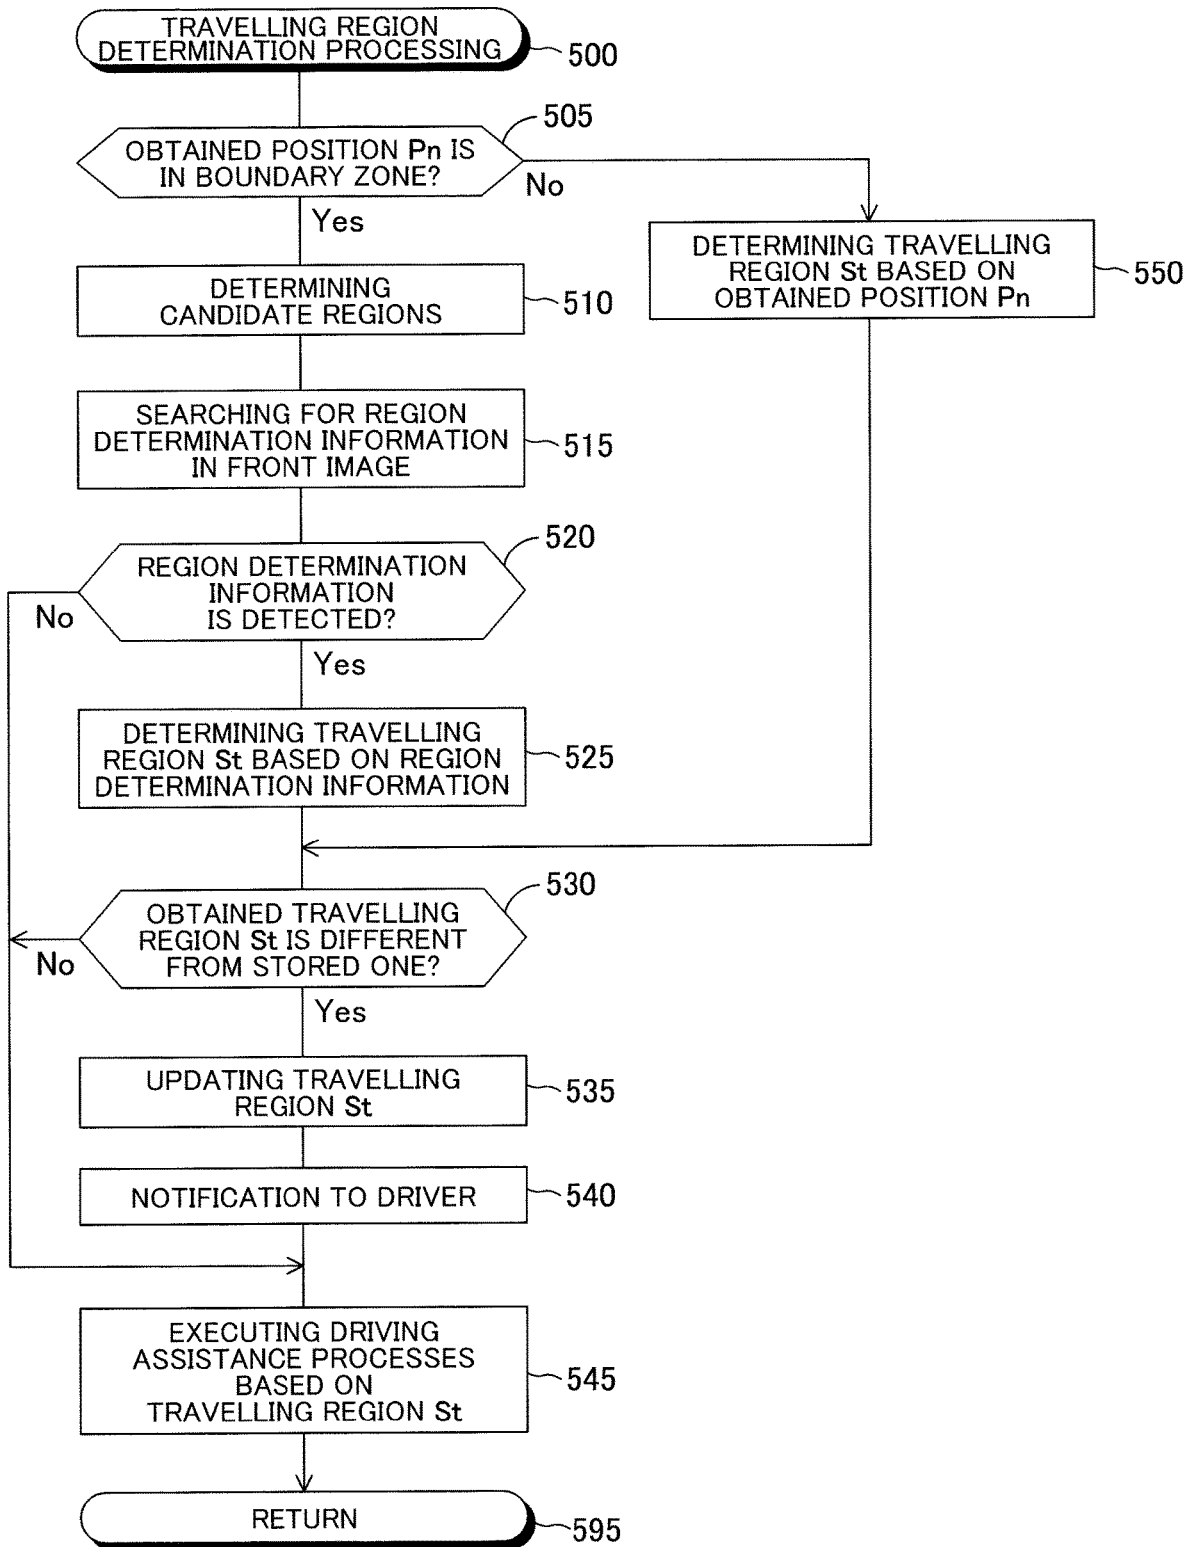 TRAVELLING REGION
DETERMINATION PROCESSING
500
505
OBTAINED POSITION Pn IS
IN BOUNDARY ZONE?
No
Yes
DETERMINING TRAVELLING
REGION St BASED ON
OBTAINED POSITION Pn
550
DETERMINING
CANDIDATE REGIONS
510
SEARCHING FOR REGION
DETERMINATION INFORMATION
IN FRONT IMAGE
515
520
REGION DETERMINATION
INFORMATION
IS DETECTED?
No
Yes
DETERMINING TRAVELLING
REGION St BASED ON REGION
DETERMINATION INFORMATION
525
530
OBTAINED TRAVELLING
REGION St IS DIFFERENT
FROM STORED ONE?
No
Yes
UPDATING TRAVELLING
REGION St
535
NOTIFICATION TO DRIVER
540
EXECUTING DRIVING
ASSISTANCE PROCESSES
BASED ON
TRAVELLING REGION St
545
RETURN
595